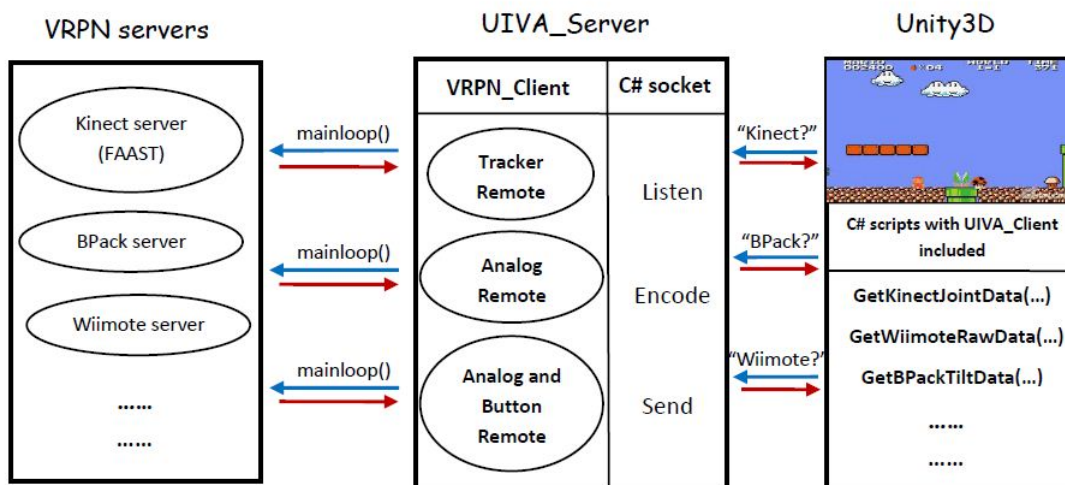 VRPN servers
Kinect server
(FAAST)
BPack server
Wiimote server
……
……
mainloop()
mainloop()
mainloop()
UIVA_Server
VRPN_Client
C# socket
Tracker
Remote
Analog
Remote
Analog and
Button
Remote
Listen
Encode
Send
“Kinect?”
“BPack?”
“Wiimote?”
Unity3D
002400
C# scripts with UIVA_Client
included
GetKinectJointData(...)
GetWiimoteRawData(...)
GetBPackTiltData(...)
……
……